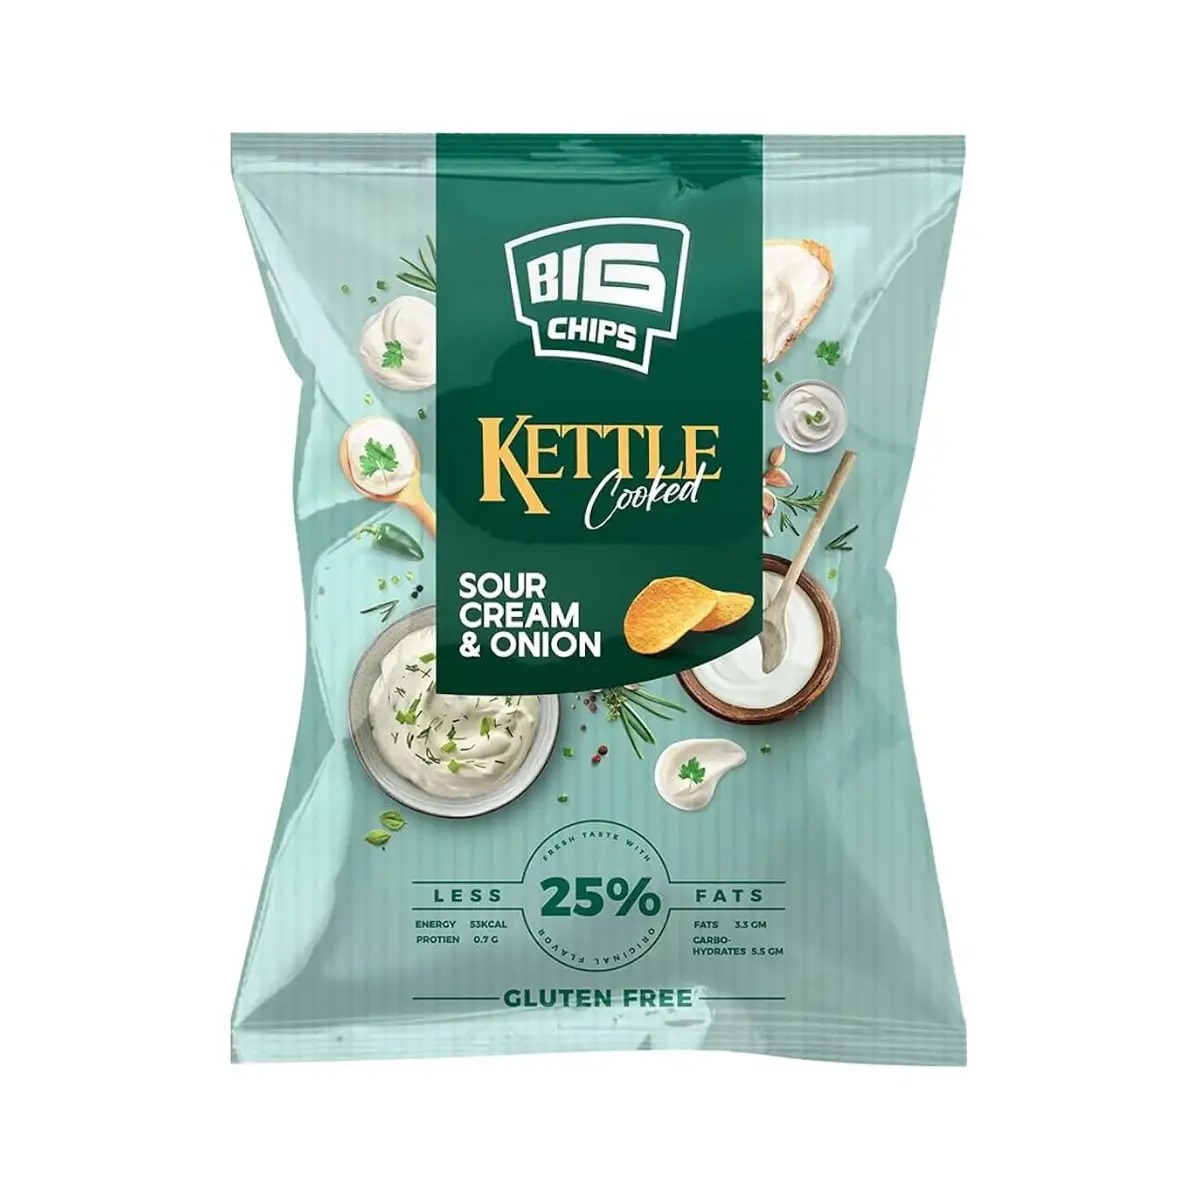 BIG
CHIPS
KETTLE
Cooked
SOUR
CREAM
& ONION
FRESH TASTE WITH
LESS 25% FATS
ENERGY 53KCAL
PROTIEN 0.7 G
FATS 3.3 GM
CARBO-
HYDRATES 5.5 GM
ORIGINAL FLAVOR
GLUTEN FREE